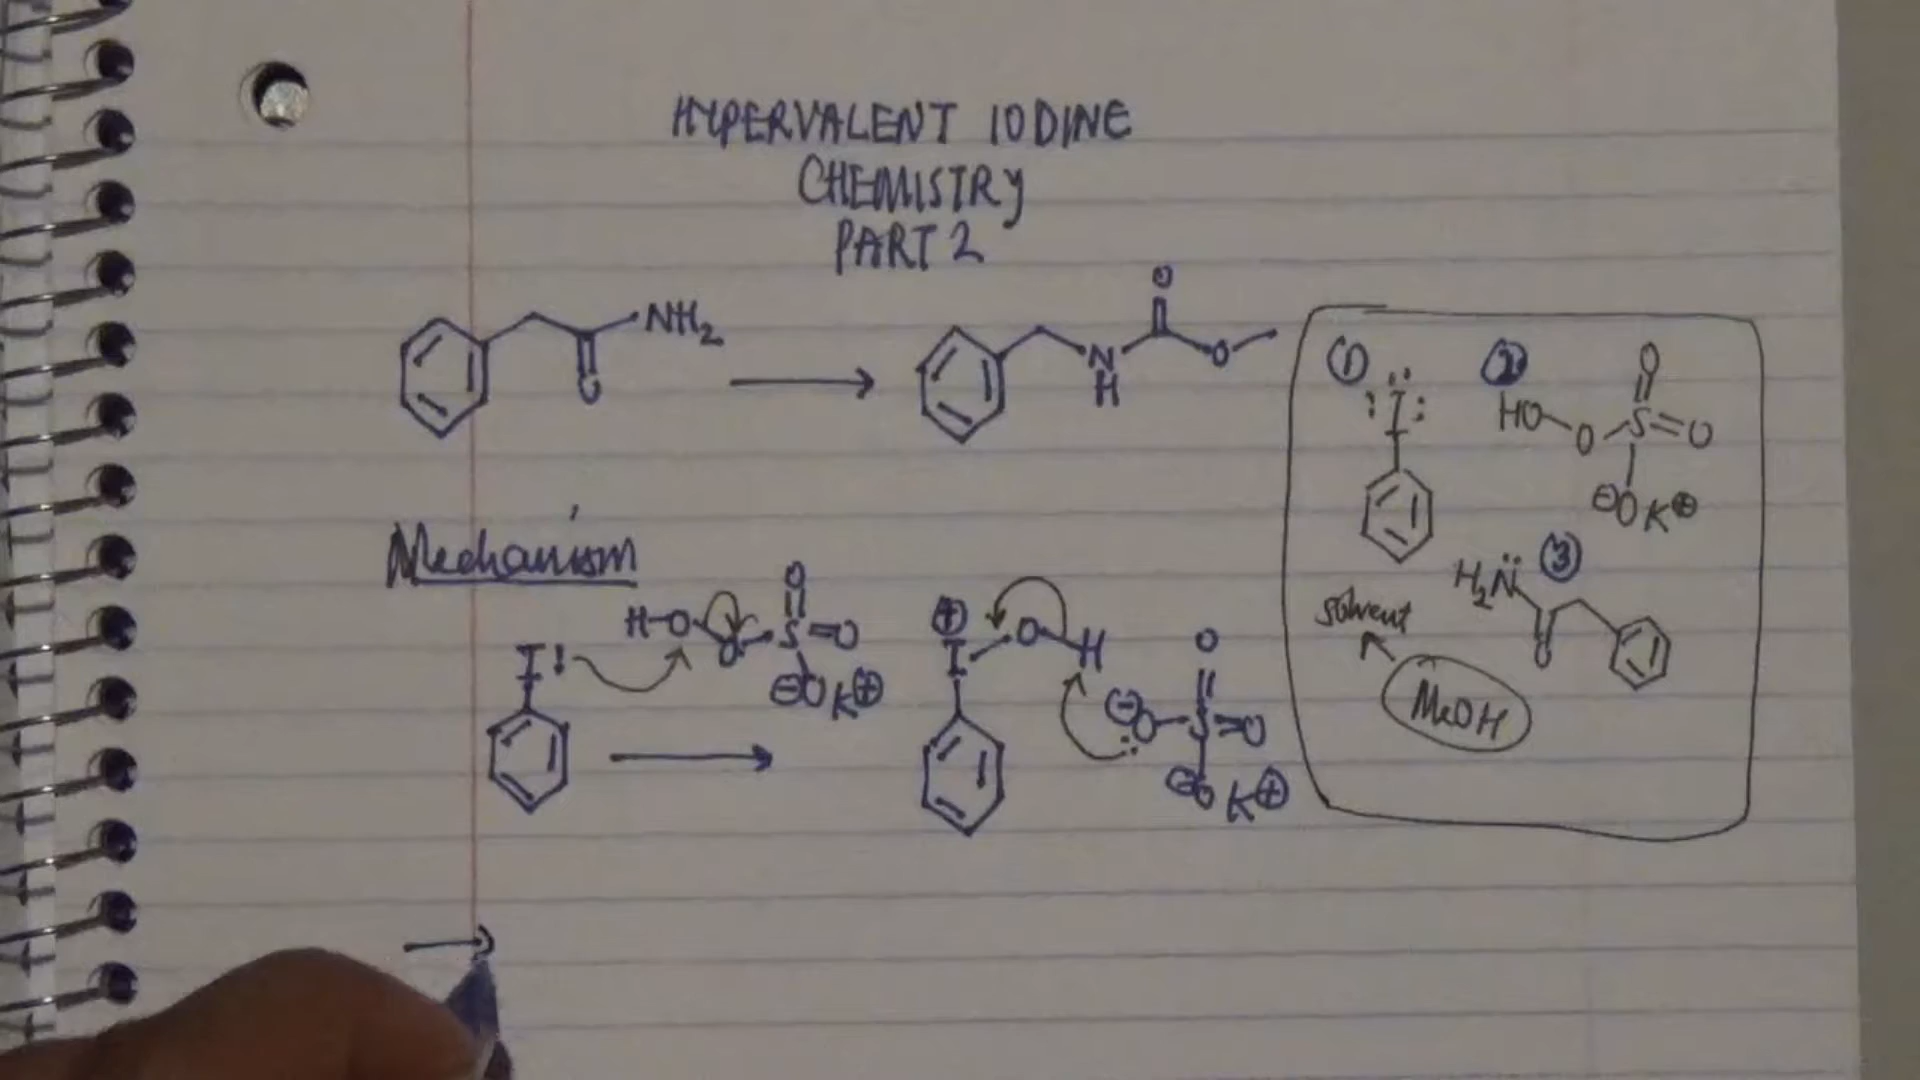 HYPERVALENT IODINE
CHEMISTRY
PART 2
NH2
O
N
H
O
O
Mechanism
H-O
O
S
O
O
⊖O K⊕
I
⊕
I
O
H
O
⊖O
S
O
⊖O K⊕
①
I
②
HO
O
S
O
O
⊖O K⊕
③
H2N
O
solvent
MeOH